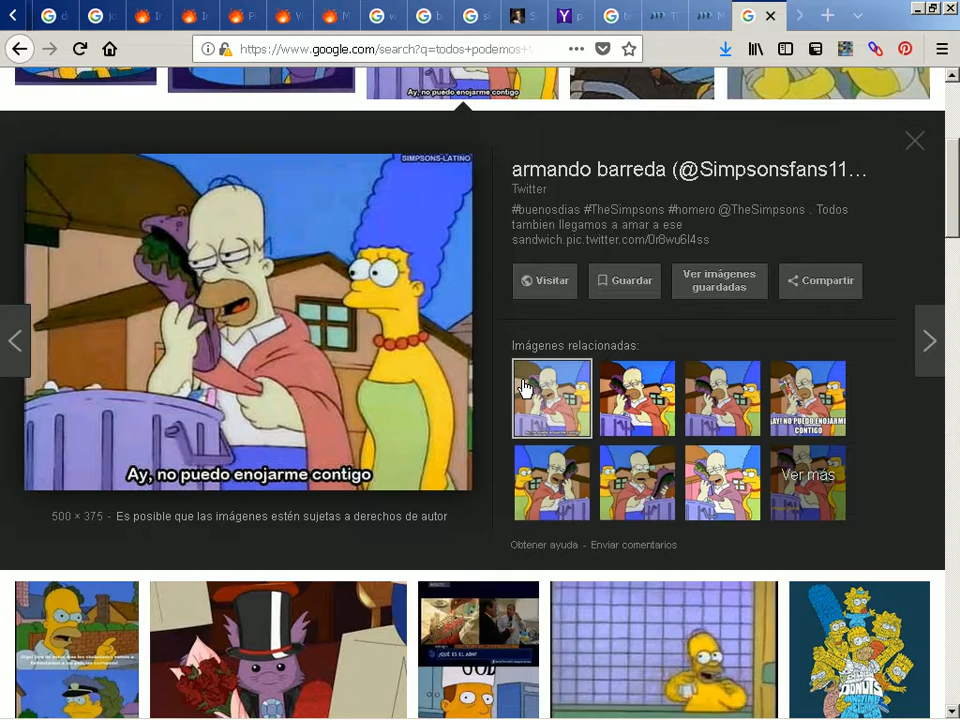 https://www.google.com/search?q=todos+podemos+
Ay, no puedo enojarme contigo
SIMPSONS-LATINO
Ay, no puedo enojarme contigo
500 × 375 - Es posible que las imágenes estén sujetas a derechos de autor
armando barreda (@Simpsonsfans11...
Twitter
#buenosdias #TheSimpsons #homero @TheSimpsons . Todos
tambien llegamos a amar a ese
sandwich.pic.twitter.com/0r8wu6l4ss
Visitar
Guardar
Ver imágenes
guardadas
Compartir
Imágenes relacionadas:
¡AY! NO PUEDO ENOJARME
CONTIGO
Ver más
Obtener ayuda - Enviar comentarios
¿QUÉ ES EL ADN?
GOD
DONUTS